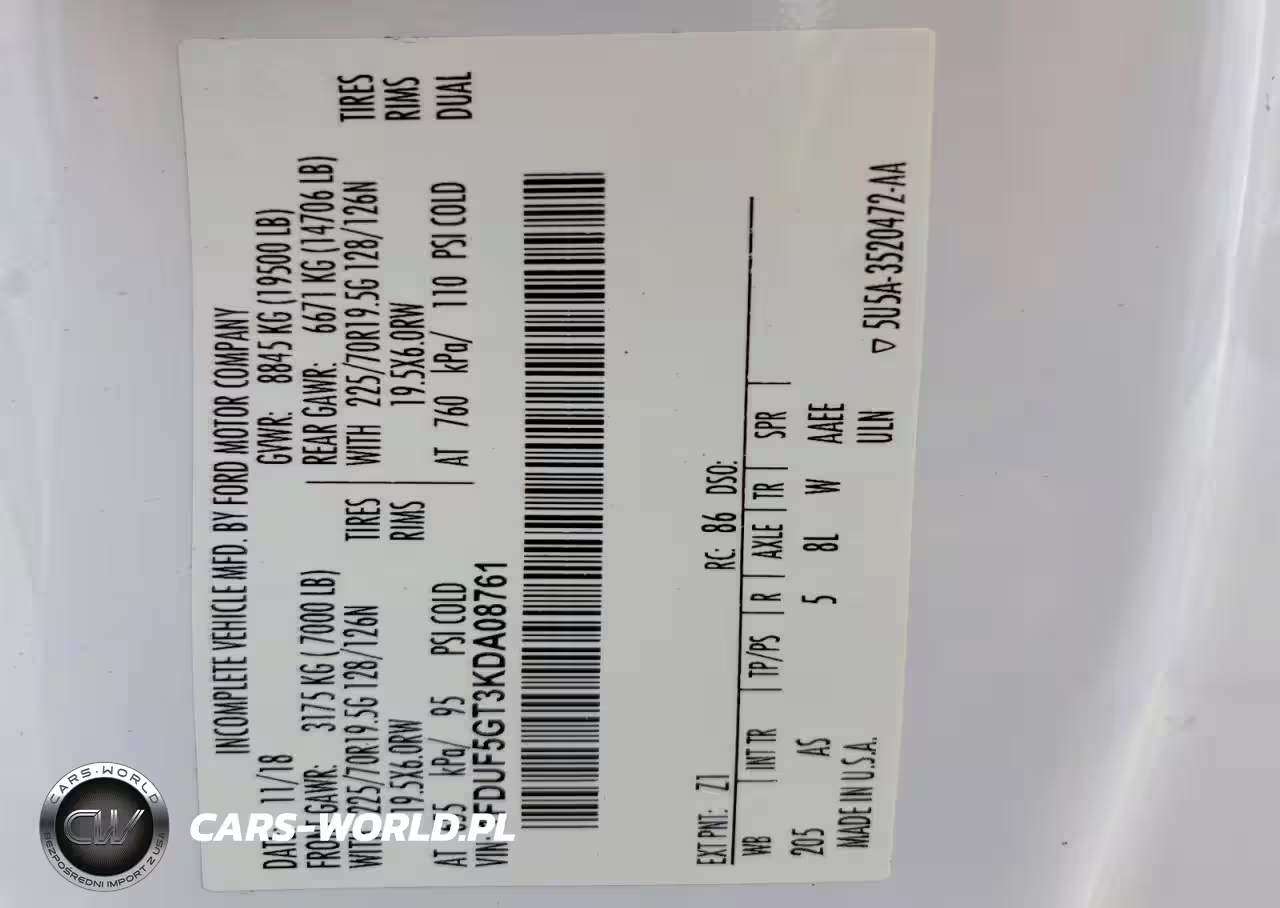 INCOMPLETE VEHICLE MFD. BY FORD MOTOR COMPANY
DATE: 11/18 GVWR: 8845 KG (19500 LB)
FRONT GAWR: 3175 KG ( 7000 LB) REAR GAWR: 6671 KG (14706 LB)
WITH 225/70R19.5G 128/126N TIRES WITH 225/70R19.5G 128/126N TIRES
19.5X6.0RW RIMS 19.5X6.0RW RIMS
AT kPa/ 95 PSI COLD AT 760 kPa/ 110 PSI COLD DUAL
VIN: FDUF5GT3KDA08761
EXT PNT: Z1 RC: 86 DSO:
WB INT TR TP/PS R AXLE TR SPR
205 AS 5 8L W AAEE
MADE IN U.S.A. ULN
▽ 5U5A-3520472-AA
CARS-WORLD
CW
BEZPOŚREDNI IMPORT Z USA
CARS-WORLD.PL